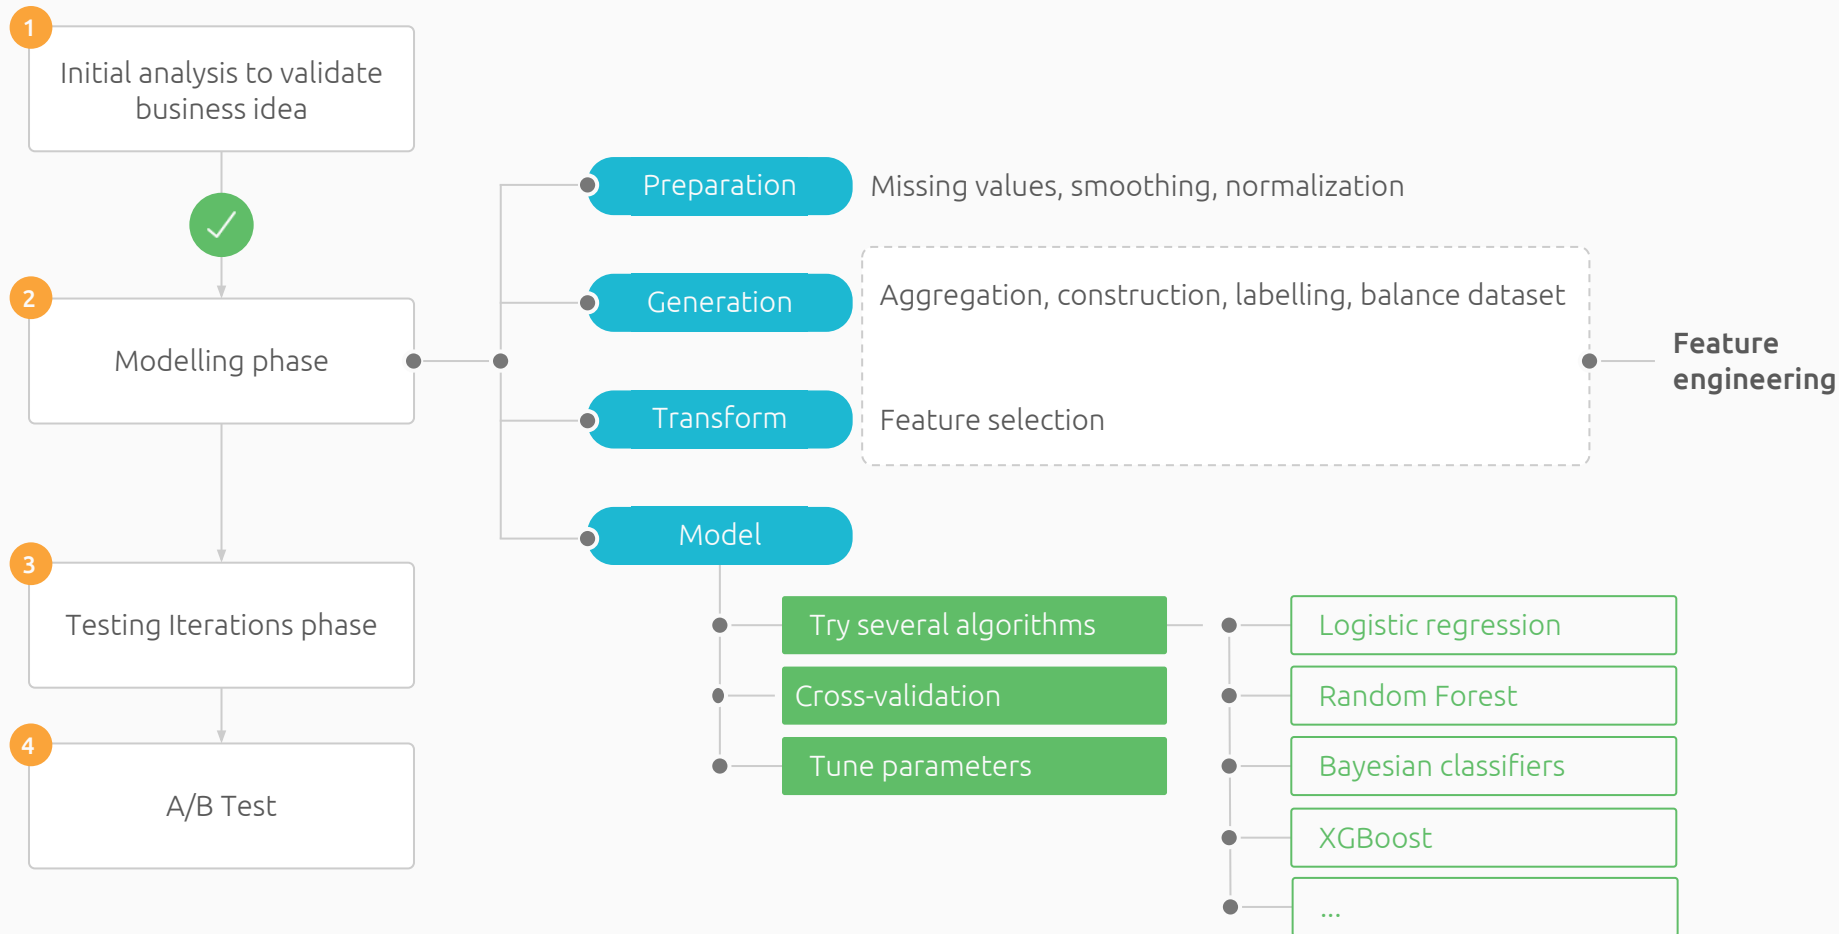 1
Initial analysis to validate
business idea
2
Modelling phase
3
Testing Iterations phase
4
A/B Test
Preparation
Missing values, smoothing, normalization
Generation
Aggregation, construction, labelling, balance dataset
Transform
Feature selection
Feature
engineering
Model
Try several algorithms
Cross-validation
Tune parameters
Logistic regression
Random Forest
Bayesian classifiers
XGBoost
...